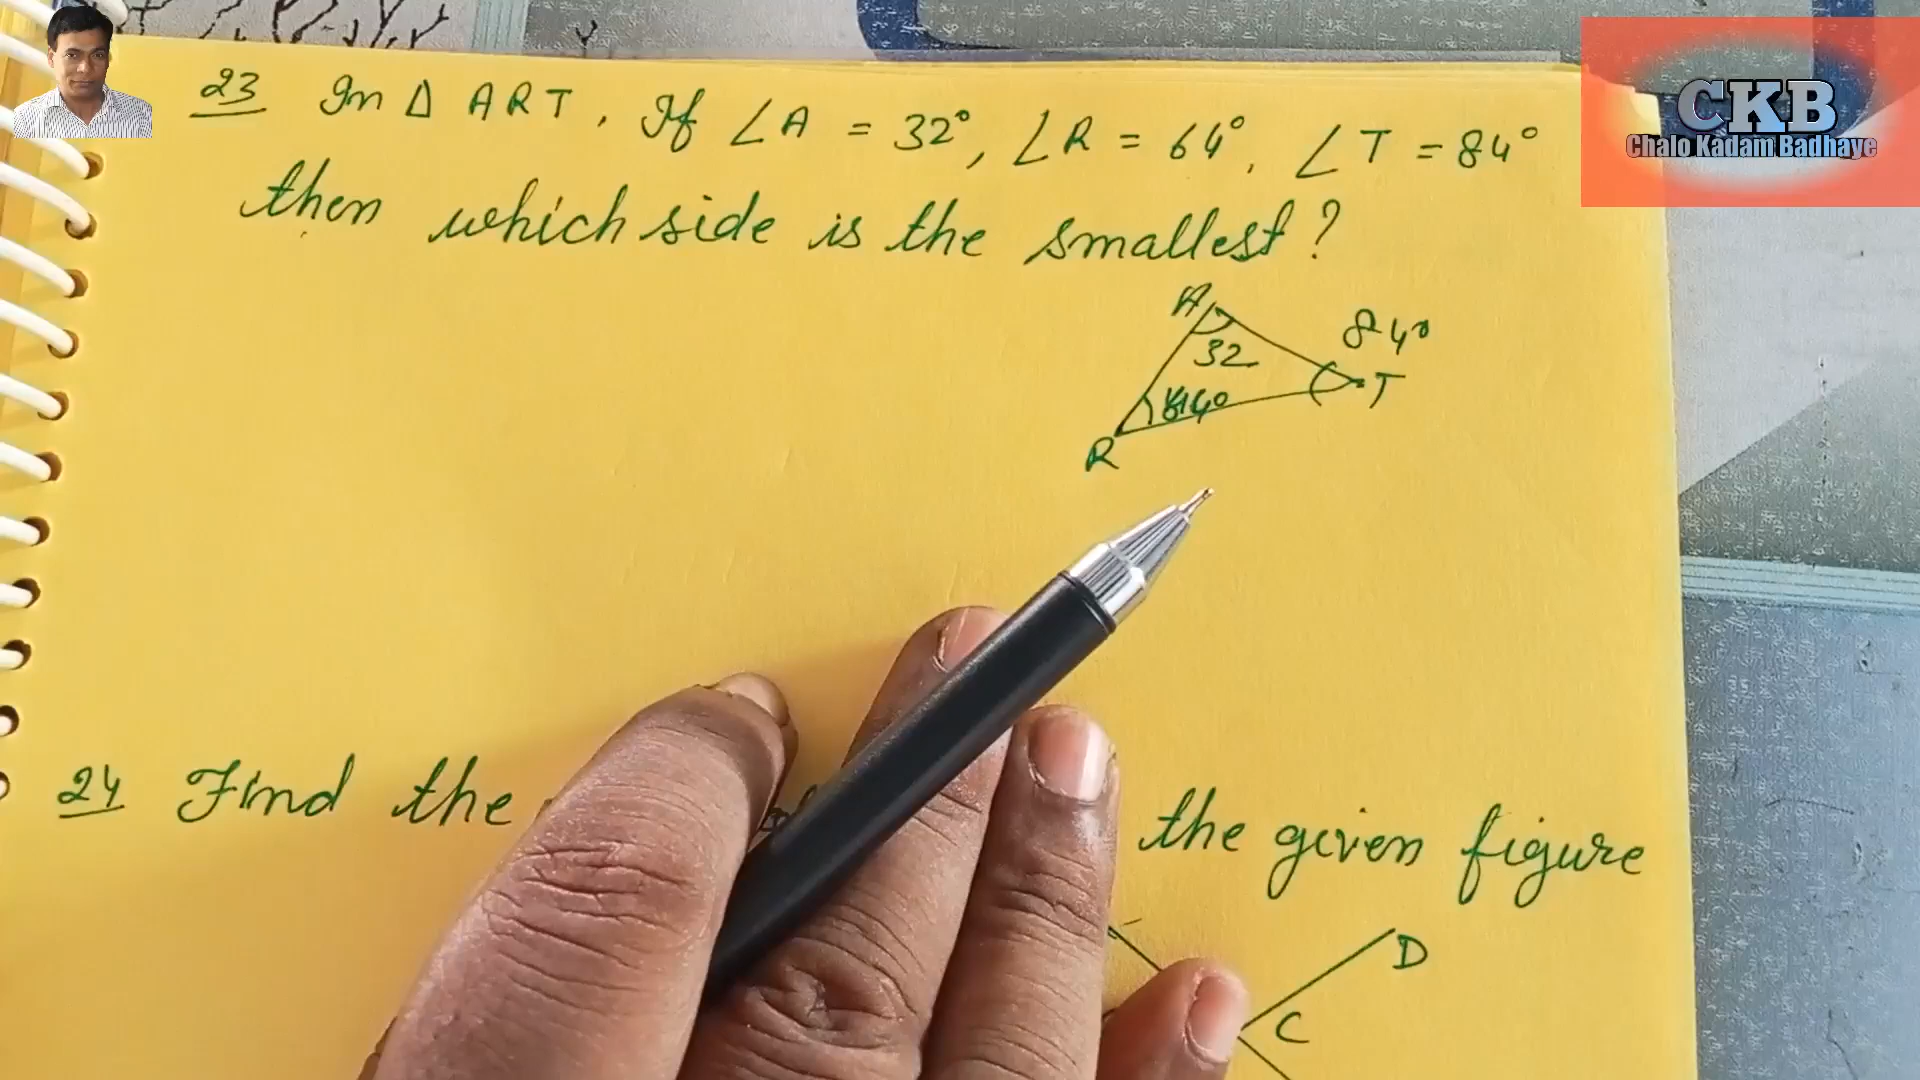 CKB
Chalo Kadam Badhaye
23 In Δ ART, If ∠A = 32°, ∠R = 64°, ∠T = 84°
then which side is the smallest?
A
84°
32
T
64°
R
24 Find the
the given figure
D
C